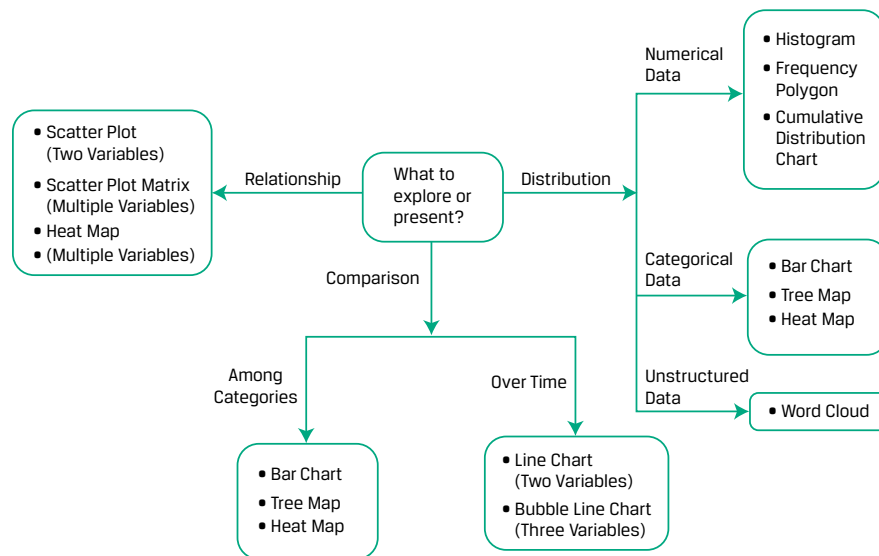 What to
explore or
present?
Relationship
• Scatter Plot
(Two Variables)
• Scatter Plot Matrix
(Multiple Variables)
• Heat Map
• (Multiple Variables)
Distribution
Numerical
Data
• Histogram
• Frequency
Polygon
• Cumulative
Distribution
Chart
Categorical
Data
• Bar Chart
• Tree Map
• Heat Map
Unstructured
Data
• Word Cloud
Comparison
Among
Categories
• Bar Chart
• Tree Map
• Heat Map
Over Time
• Line Chart
(Two Variables)
• Bubble Line Chart
(Three Variables)